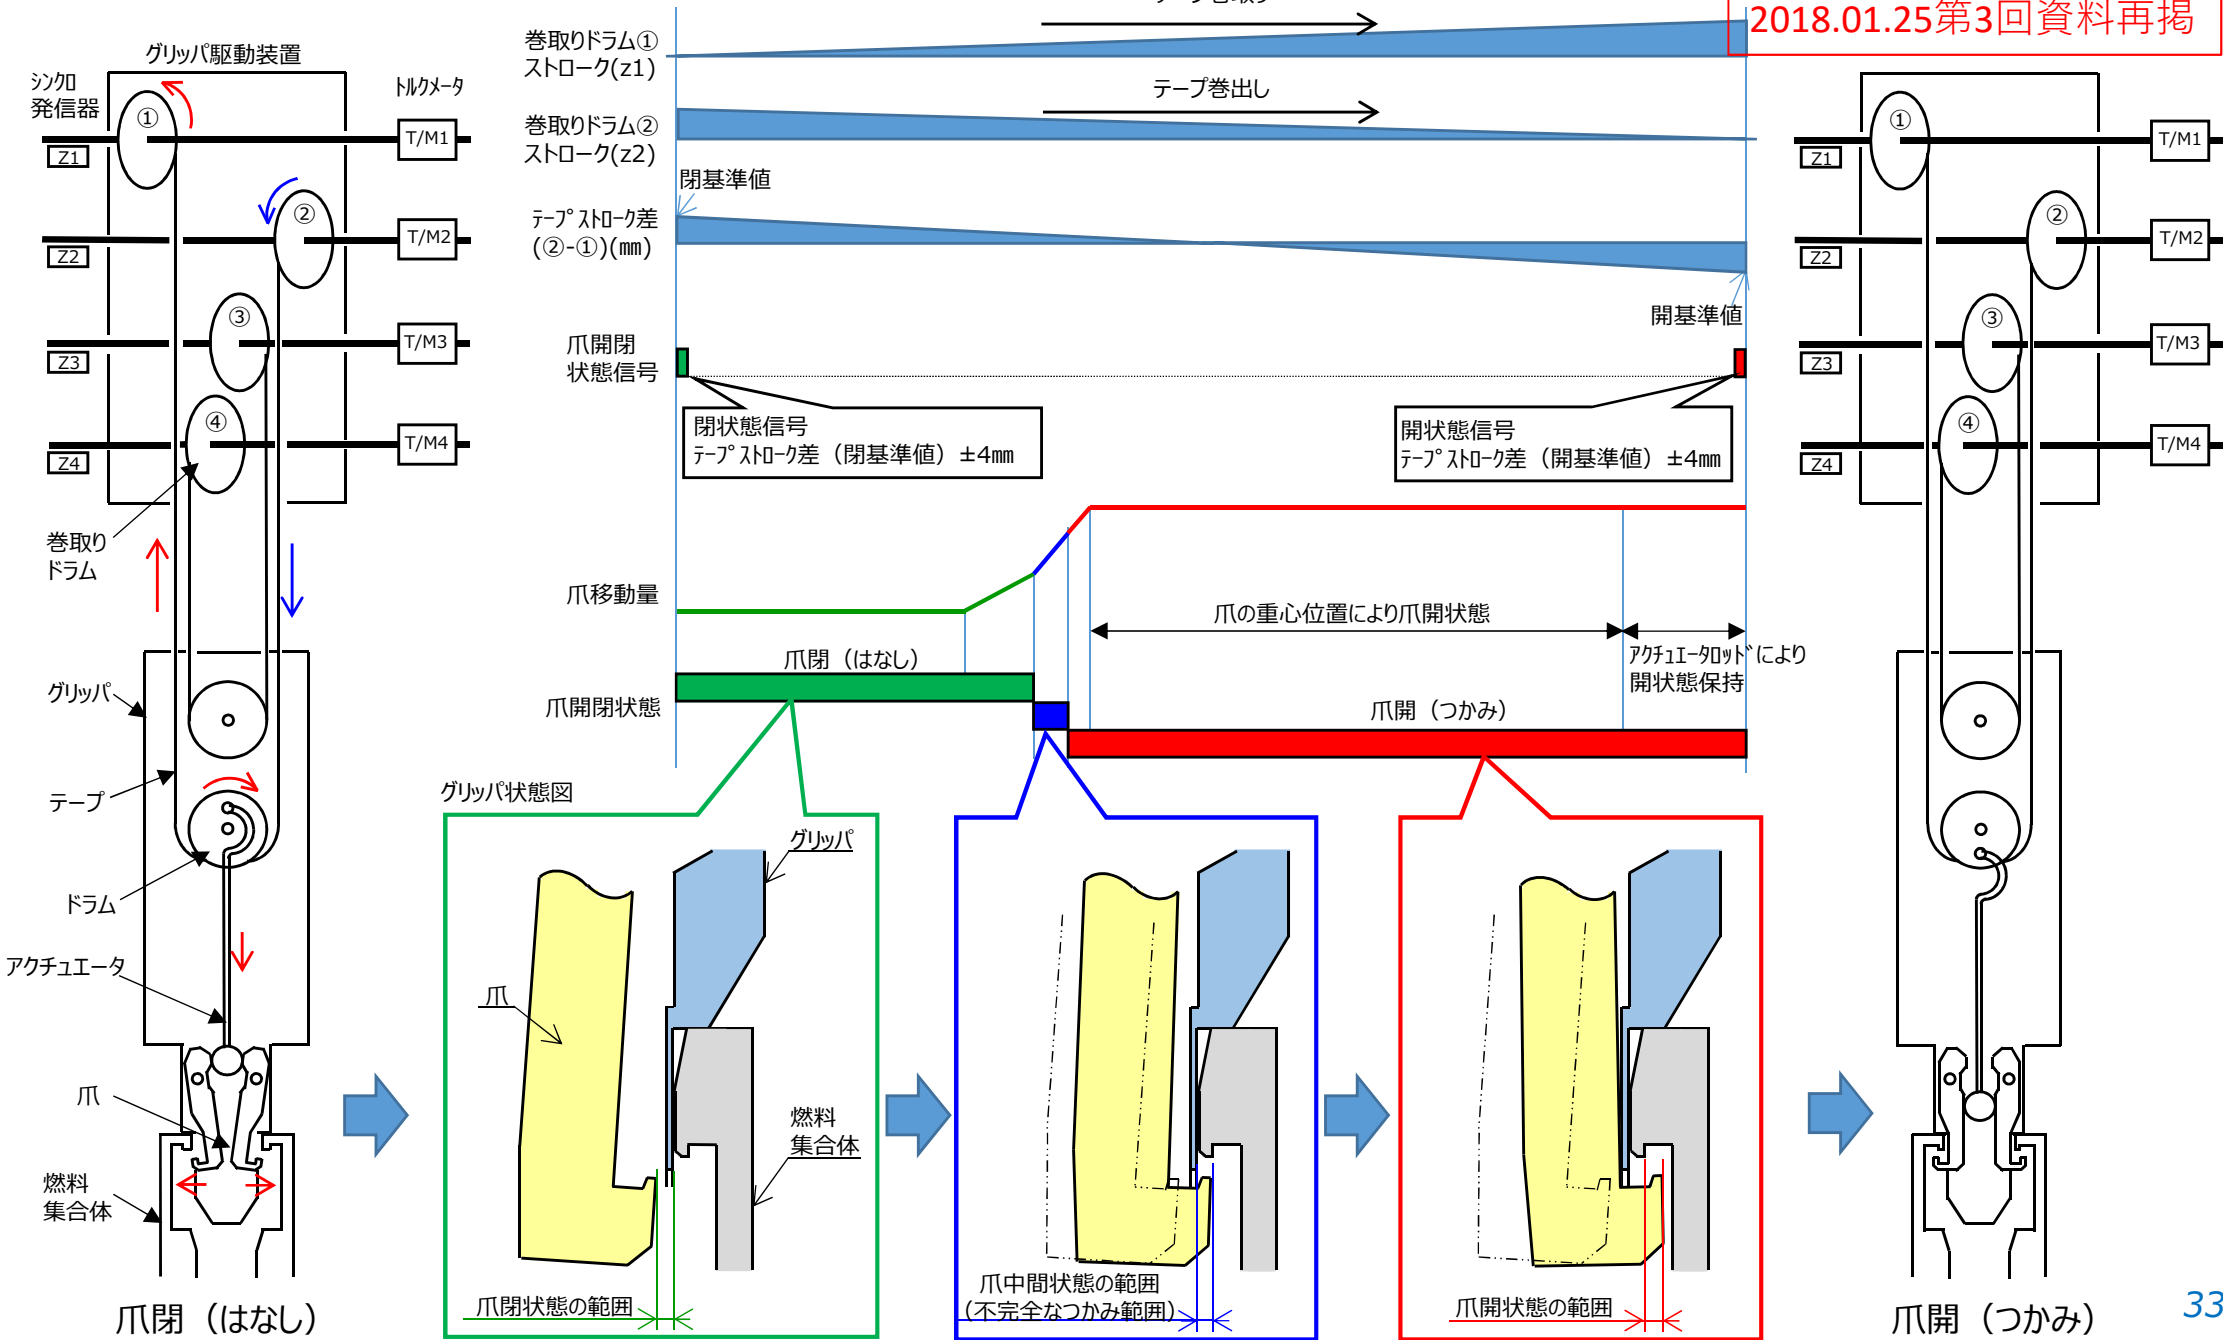 2018.01.25第3回資料再掲
グリッパ駆動装置
シンクロ
発信器
トルクメータ
①
②
③
④
Z1
Z2
Z3
Z4
T/M1
T/M2
T/M3
T/M4
巻取り
ドラム
グリッパ
テープ
ドラム
アクチュエータ
爪
燃料
集合体
爪閉（はなし）
巻取りドラム①
ストローク(z1)
巻取りドラム②
ストローク(z2)
テープ巻出し
閉基準値
テープストローク差
(②-①)(㎜)
開基準値
爪開閉
状態信号
閉状態信号
テープストローク差（閉基準値）±4㎜
開状態信号
テープストローク差（開基準値）±4㎜
爪移動量
爪の重心位置により爪開状態
アクチュエータロッドにより
開状態保持
爪閉（はなし）
爪開閉状態
爪開（つかみ）
グリッパ状態図
グリッパ
爪
燃料
集合体
爪閉状態の範囲
爪中間状態の範囲
（不完全なつかみ範囲）
爪開状態の範囲
①
②
③
④
Z1
Z2
Z3
Z4
T/M1
T/M2
T/M3
T/M4
爪開（つかみ）
33